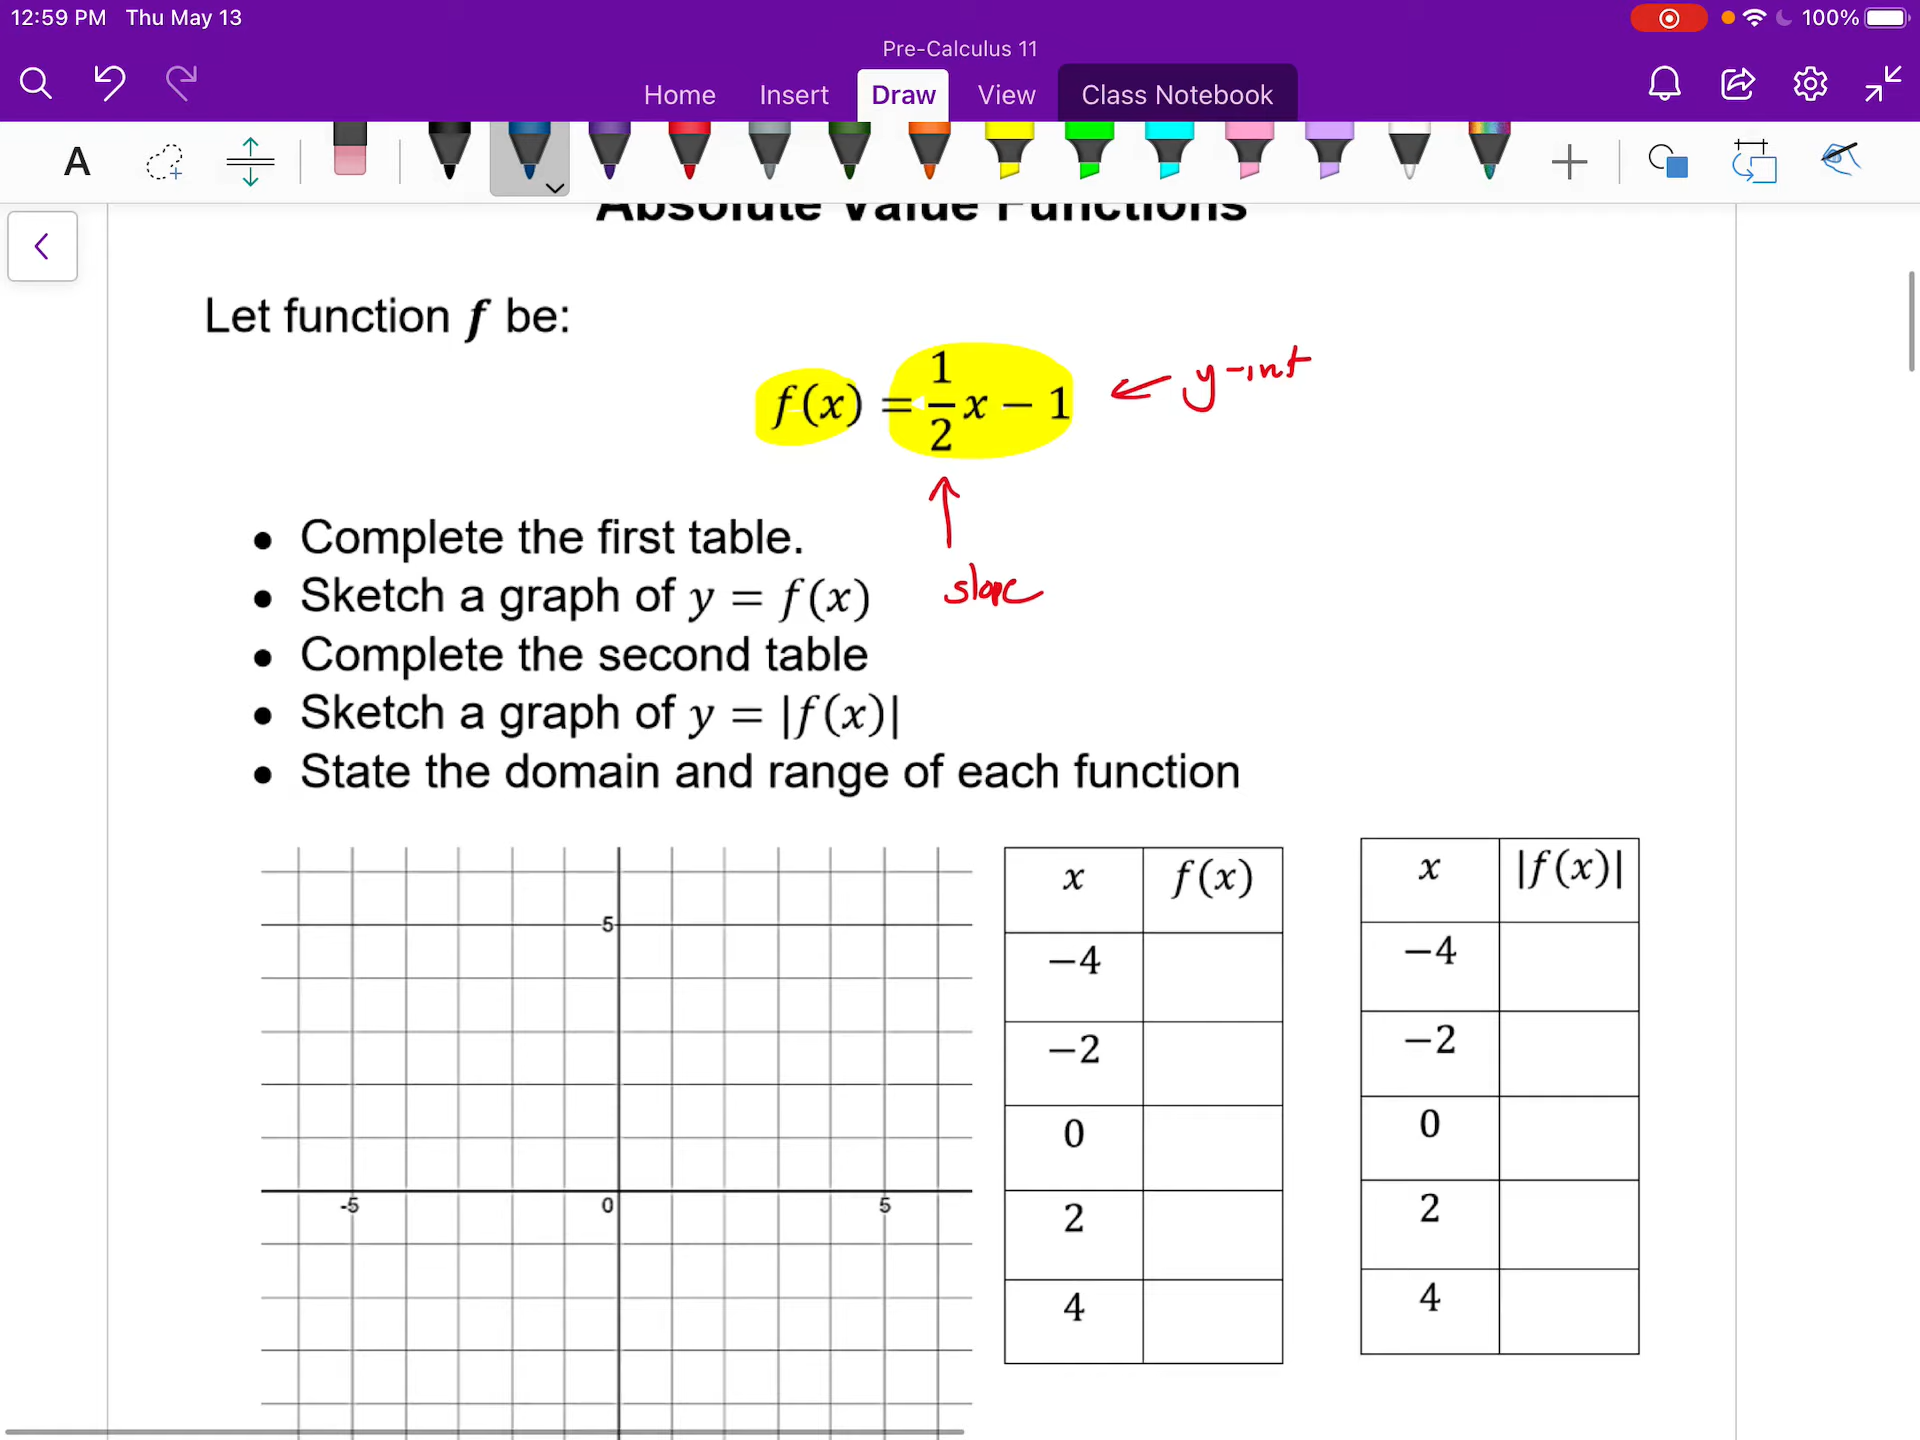 12:59 PM Thu May 13
100%
Pre-Calculus 11
Home Insert Draw View Class Notebook
A
Absolute Value Functions
Let function f be:
f(x) = 1/2 x − 1 ← y-int
↑
slope
• Complete the first table.
• Sketch a graph of y = f(x)
• Complete the second table
• Sketch a graph of y = |f(x)|
• State the domain and range of each function
x f(x)
−4
−2
0
2
4
x |f(x)|
−4
−2
0
2
4
5
-5 0 5